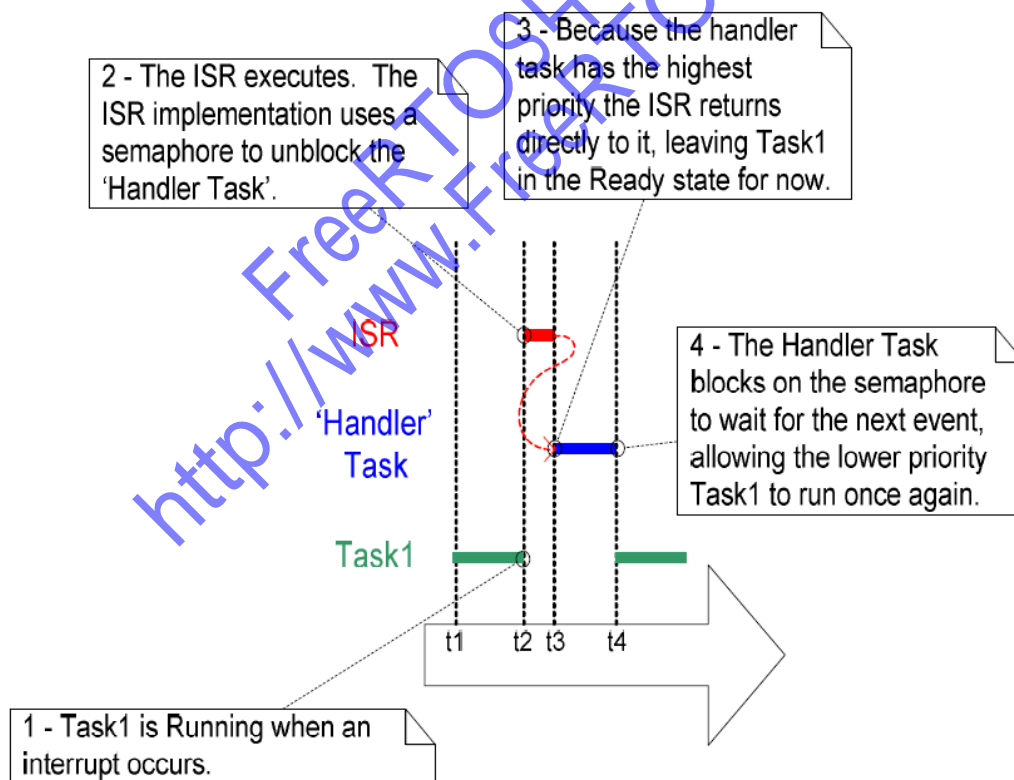 3 - Because the handler
task has the highest
priority the ISR returns
directly to it, leaving Task1
in the Ready state for now.
2 - The ISR executes.  The
ISR implementation uses a
semaphore to unblock the
‘Handler Task’.
FreeRTOS
http://www.FreeRTO
ISR
‘Handler’
Task
Task1
4 - The Handler Task
blocks on the semaphore
to wait for the next event,
allowing the lower priority
Task1 to run once again.
t1 t2 t3 t4
1 - Task1 is Running when an
interrupt occurs.